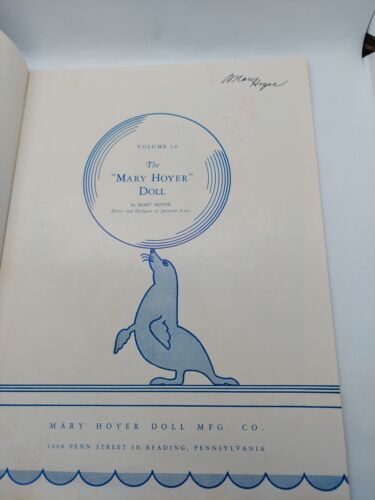 Mary
Hoyer
VOLUME 10
The
"MARY HOYER"
DOLL
by MARY HOYER
Editor and Designer of Juvenile Styles
MARY HOYER DOLL MFG. CO.
1008 PENN STREET IN READING, PENNSYLVANIA